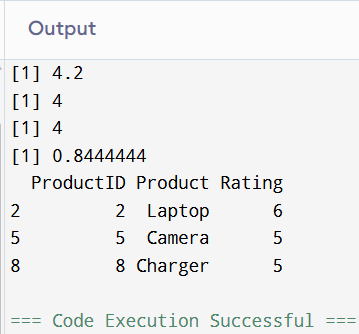 Output
[1] 4.2
[1] 4
[1] 4
[1] 0.8444444
  ProductID Product Rating
2         2  Laptop      6
5         5  Camera      5
8         8 Charger      5
=== Code Execution Successful ===